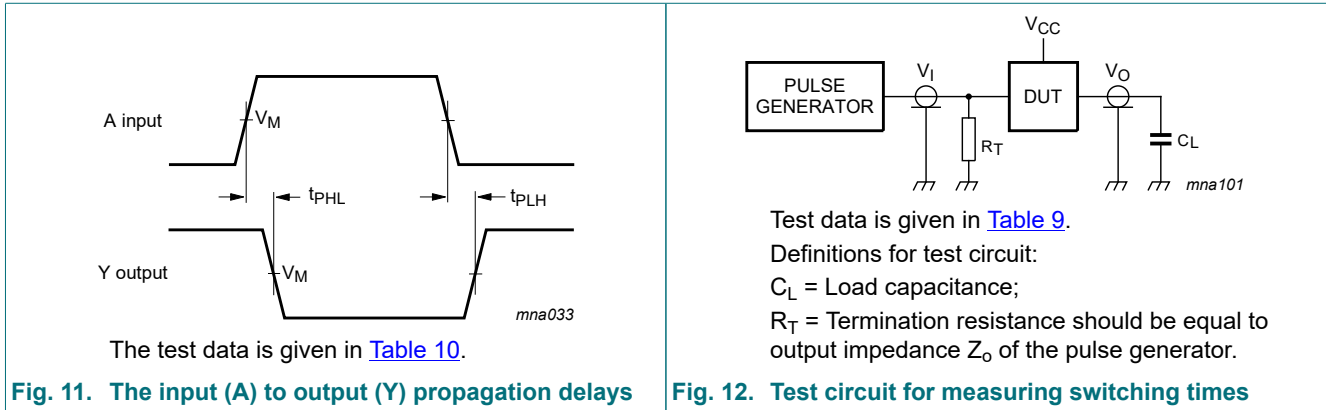 A input
VM
tPHL
tPLH
Y output
VM
mna033
The test data is given in Table 10.
Fig. 11. The input (A) to output (Y) propagation delays
VCC
PULSE
GENERATOR
VI
DUT
VO
RT
CL
mna101
Test data is given in Table 9.
Definitions for test circuit:
CL = Load capacitance;
RT = Termination resistance should be equal to
output impedance Zo of the pulse generator.
Fig. 12. Test circuit for measuring switching times